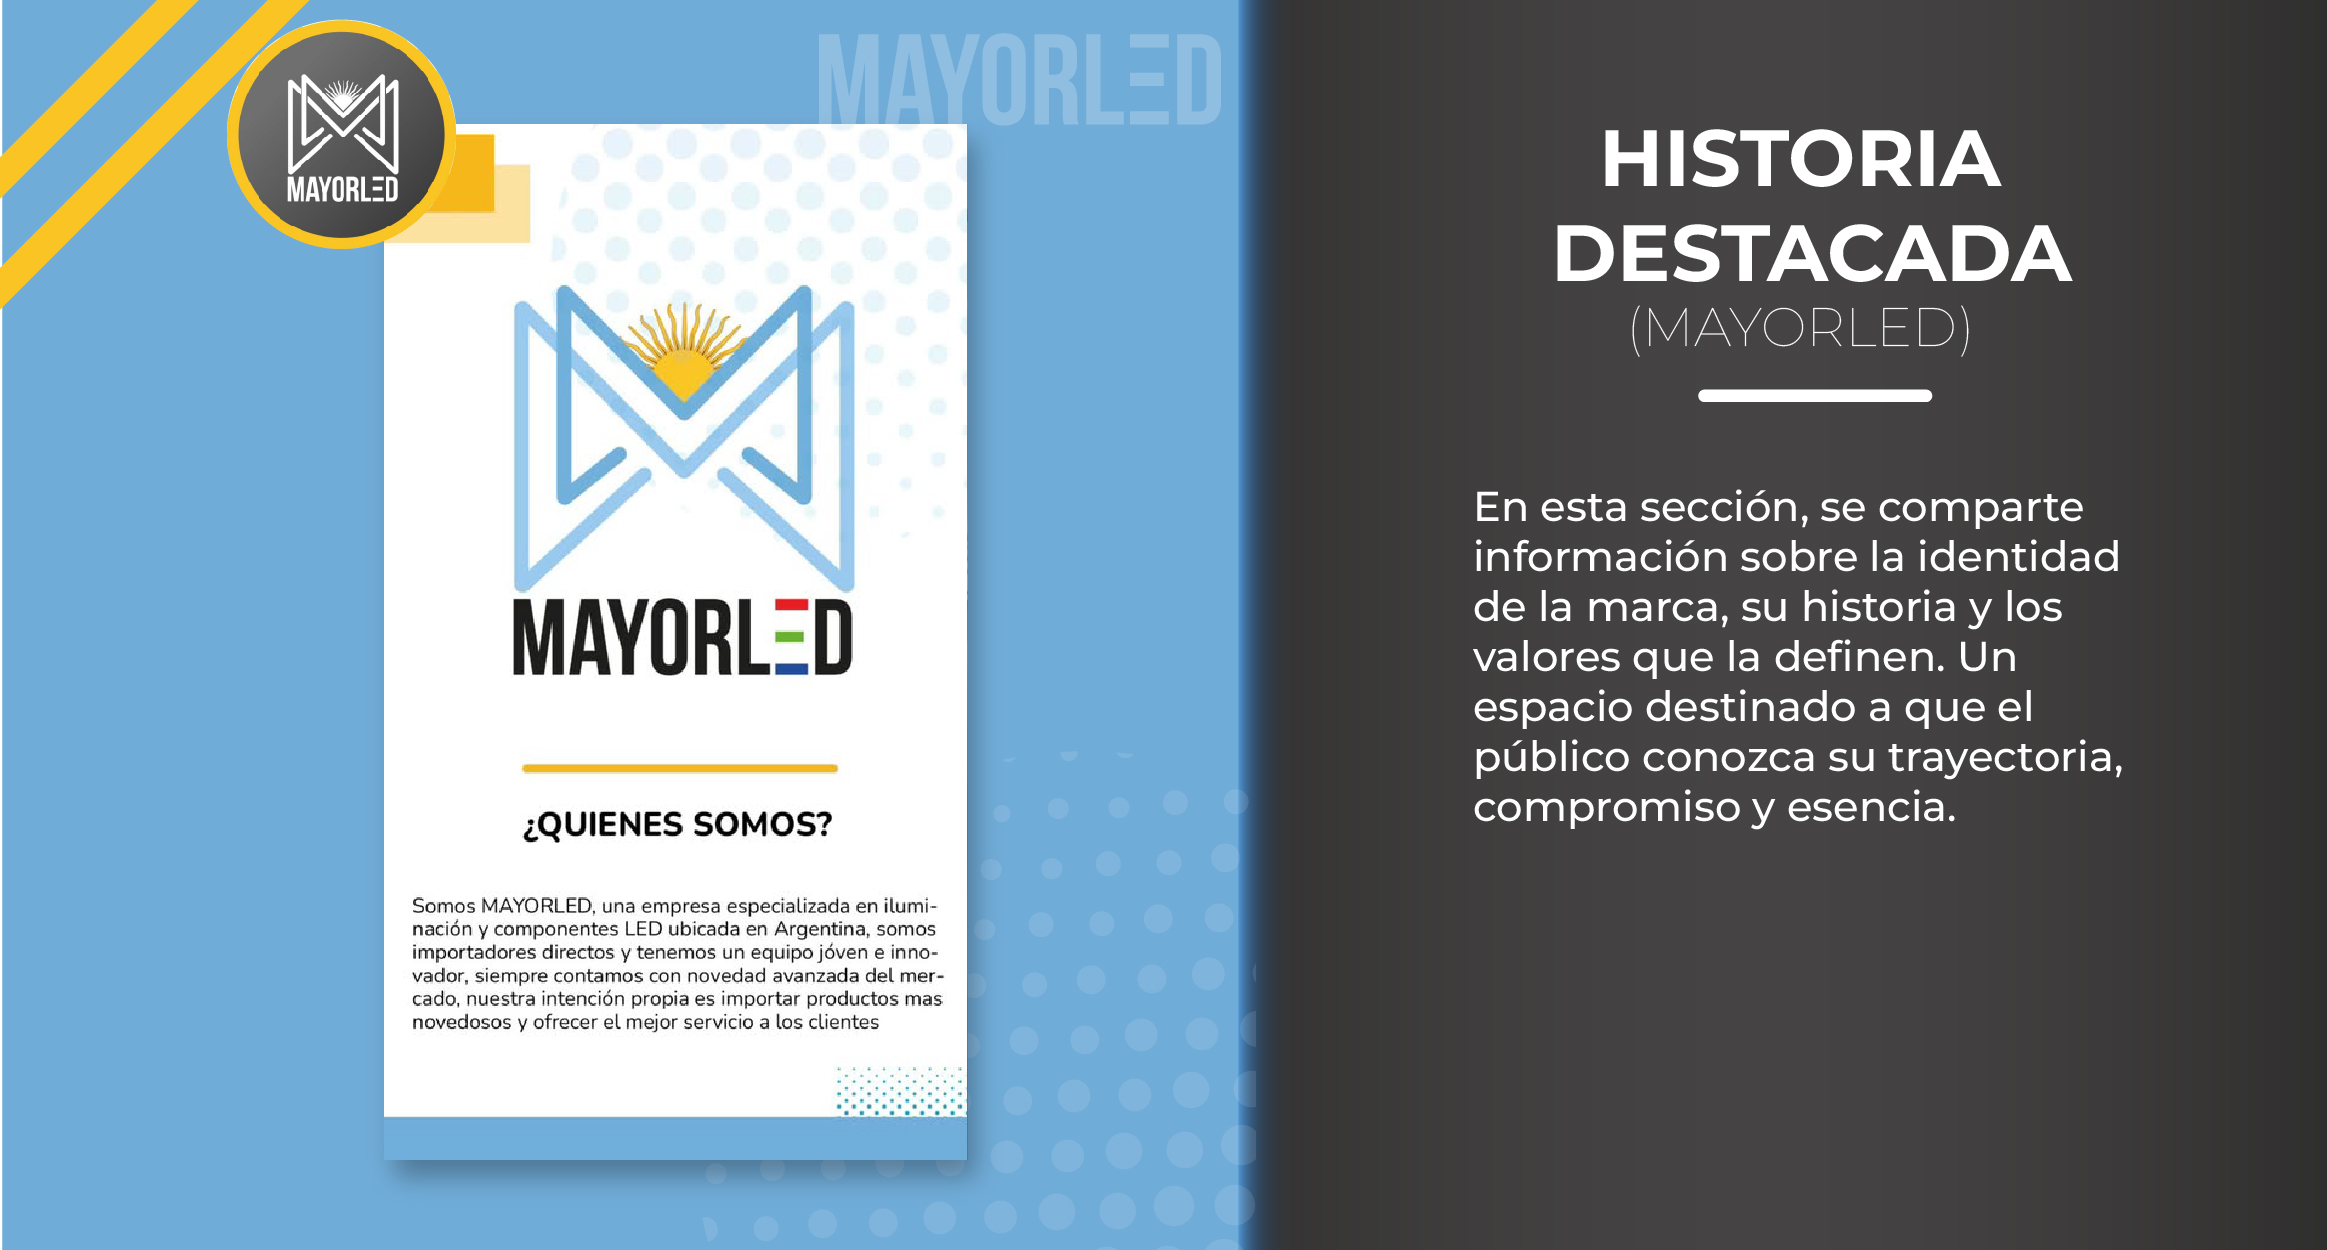 MAYORLED
MAYORLED
MAYORLED
¿QUIENES SOMOS?
Somos MAYORLED, una empresa especializada en ilumi-
nación y componentes LED ubicada en Argentina, somos
importadores directos y tenemos un equipo jóven e inno-
vador, siempre contamos con novedad avanzada del mer-
cado, nuestra intención propia es importar productos mas
novedosos y ofrecer el mejor servicio a los clientes
HISTORIA
DESTACADA
(MAYORLED)
En esta sección, se comparte
información sobre la identidad
de la marca, su historia y los
valores que la definen. Un
espacio destinado a que el
público conozca su trayectoria,
compromiso y esencia.